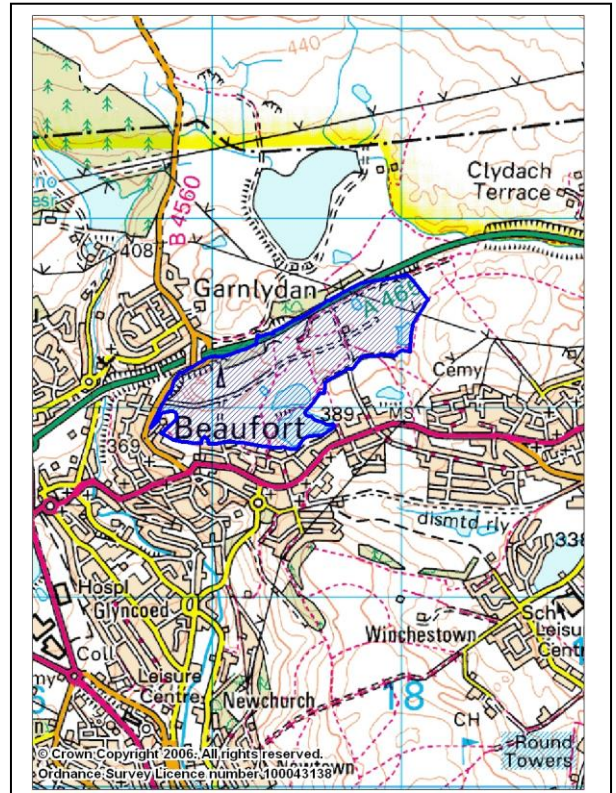 440
Clydach
Terrace
B 4560
408
Garnlydan
A 465
Cemy
Beaufort
389
MS
369
dismtd rly
338
Hospl
Glyncoed
Winchestown
Sch
Leisure
Centre
Coll
Leisure
Centre
Newchurch
18
CH
Round
Towers
Newtown
© Crown Copyright 2006. All rights reserved.
Ordnance Survey Licence number 100043138